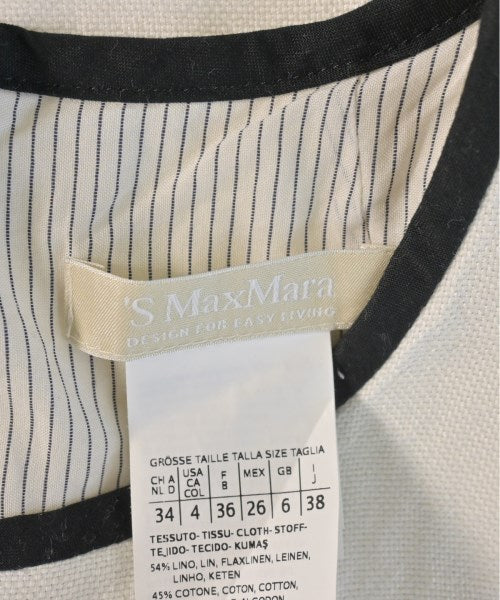 'S MaxMara
DESIGN FOR EASY LIVING
GRÖSSE TAILLE TALLA SIZE TAGLIA
CH A NL D USA CA COL F B MEX GB I J
34 4 36 26 6 38
TESSUTO-TISSU-CLOTH-STOFF-
TEJIDO-TECIDO-KUMAŞ
54% LINO, LIN, FLAXLINEN, LEINEN,
LINHO, KETEN
45% COTONE, COTON, COTTON,